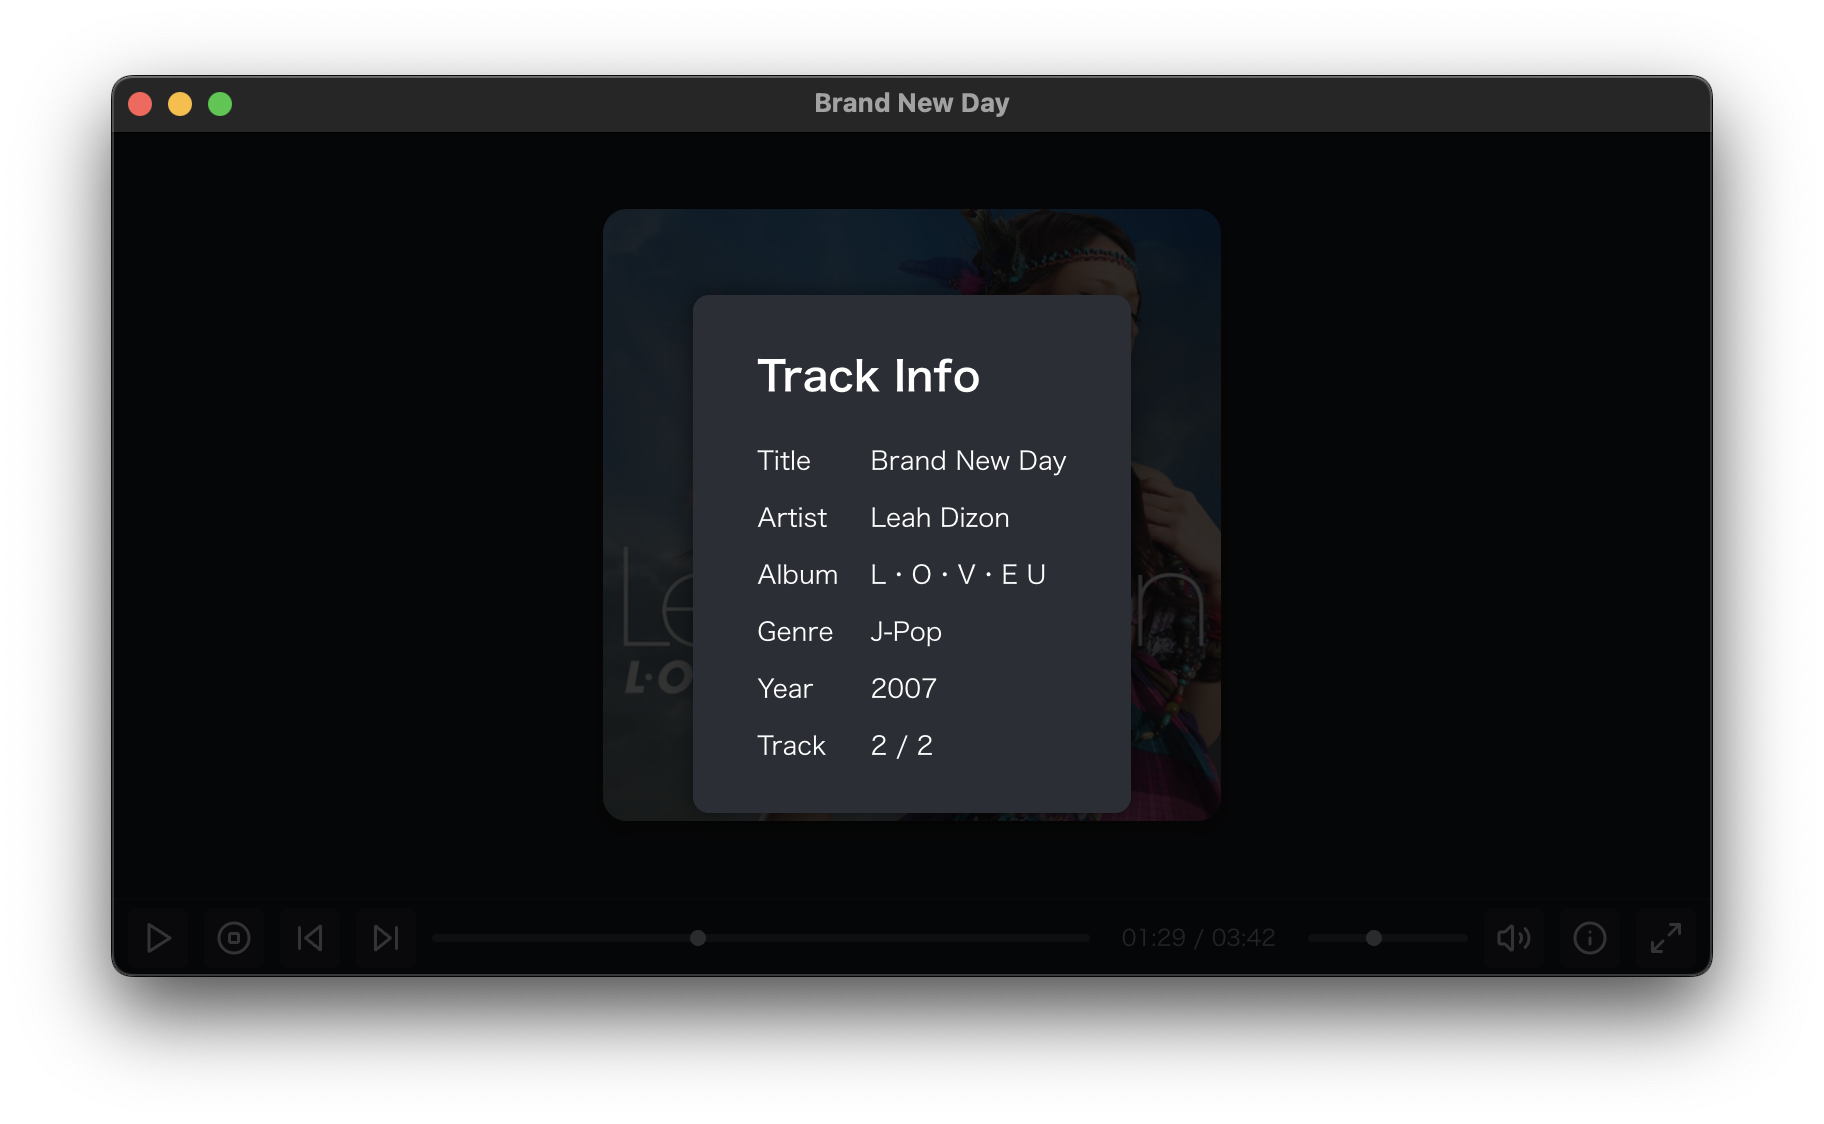 Brand New Day
Track Info
Title Brand New Day
Artist Leah Dizon
Album L・O・V・E U
Genre J-Pop
Year 2007
Track 2 / 2
Le
n
L·O
01:29 / 03:42